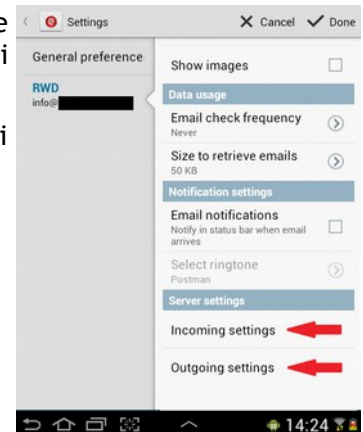 e
i
i
Settings
Cancel
Done
General preference
RWD
info@
Show images
Data usage
Email check frequency
Never
Size to retrieve emails
50 KB
Notification settings
Email notifications
Notify in status bar when email
arrives
Select ringtone
Postman
Server settings
Incoming settings
Outgoing settings
14:24